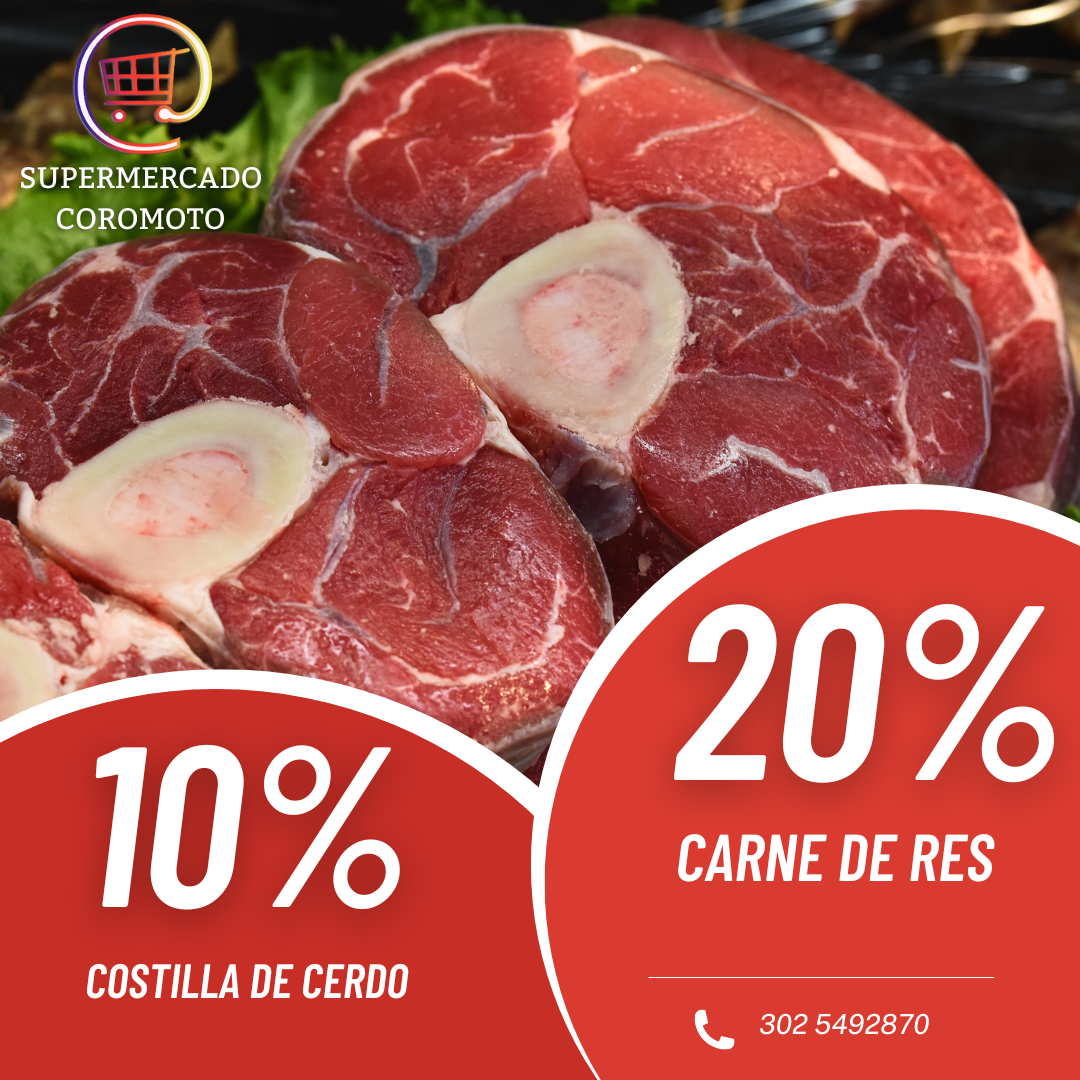 SUPERMERCADO
COROMOTO
10%
COSTILLA DE CERDO
20%
CARNE DE RES
302 5492870